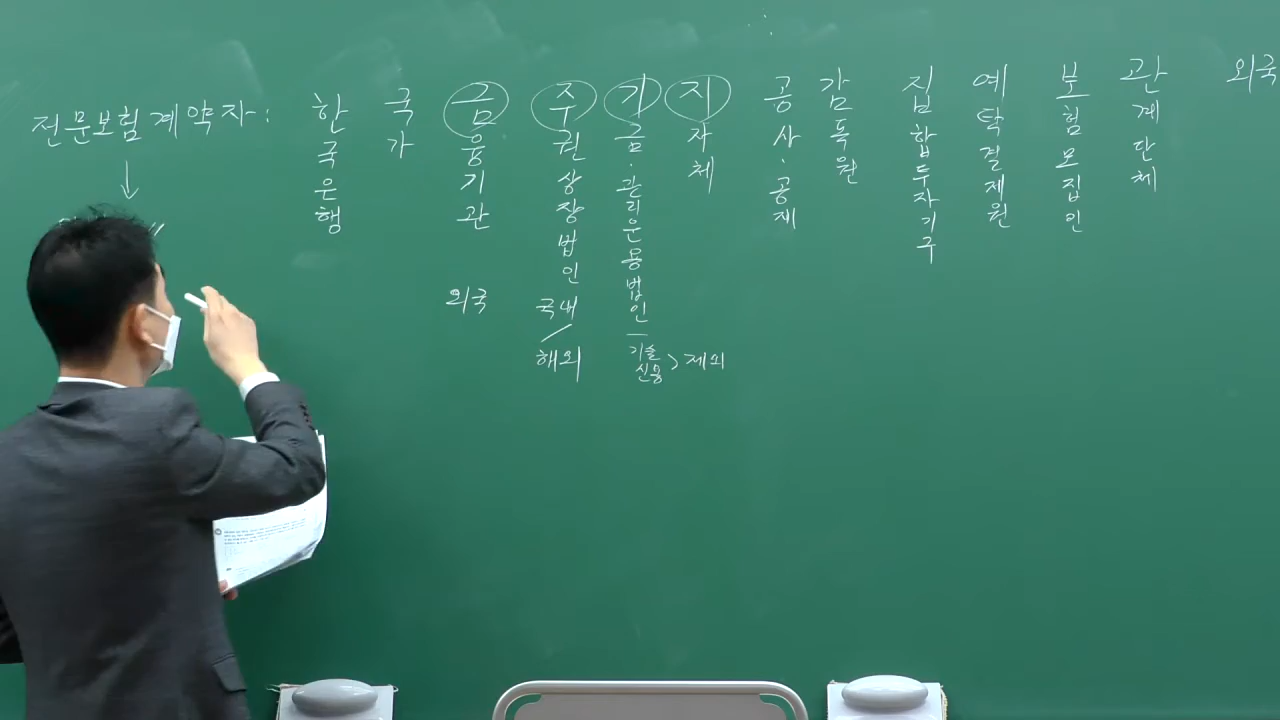 전문보험계약자:
한국은행
국가
금융기관
외국
주권상장법인
국내
해외
기금·관리운용법인
기술
신용 > 제외
지자체
공사·공제
감독원
집합투자기구
예탁결제원
보험모집인
관계단체
외국